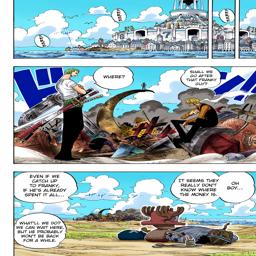 SHALL WE
GO AFTER
THAT FRANKY
GUY?
WHERE?
OH
BOY...
IT SEEMS THEY
REALLY DON'T
KNOW WHERE
THE MONEY IS.
EVEN IF WE
CATCH UP
TO FRANKY,
IF HE'S ALREADY
SPENT IT ALL...
WHAT'LL WE DO?
WE CAN WAIT HERE,
BUT HE PROBABLY
WON'T BE BACK
FOR A WHILE.